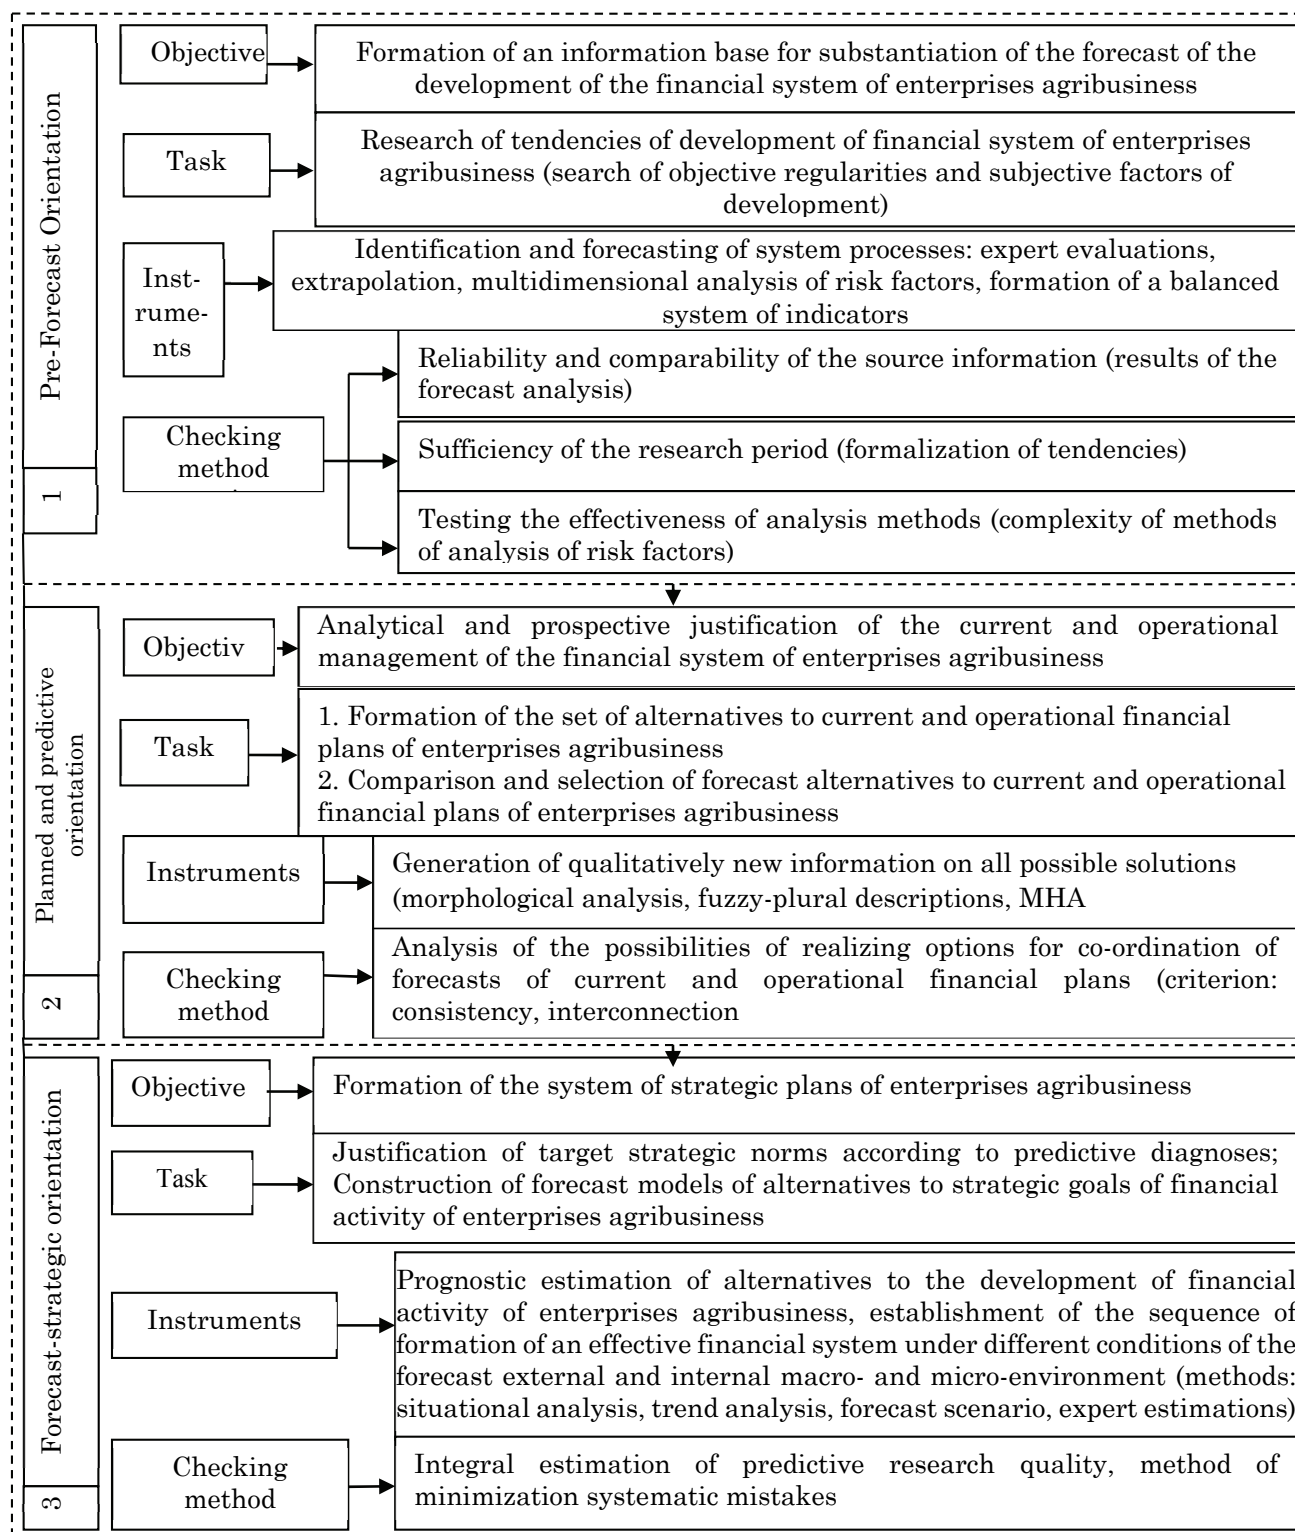 Pre-Forecast Orientation
1
Objective
Formation of an information base for substantiation of the forecast of the
development of the financial system of enterprises agribusiness
Task
Research of tendencies of development of financial system of enterprises
agribusiness (search of objective regularities and subjective factors of
development)
Inst-
rume-
nts
Identification and forecasting of system processes: expert evaluations,
extrapolation, multidimensional analysis of risk factors, formation of a balanced
system of indicators
Checking
method
Reliability and comparability of the source information (results of the
forecast analysis)
Sufficiency of the research period (formalization of tendencies)
Testing the effectiveness of analysis methods (complexity of methods
of analysis of risk factors)
Planned and predictive
orientation
2
Objectiv
Analytical and prospective justification of the current and operational
management of the financial system of enterprises agribusiness
Task
1. Formation of the set of alternatives to current and operational financial
plans of enterprises agribusiness
2. Comparison and selection of forecast alternatives to current and operational
financial plans of enterprises agribusiness
Instruments
Generation of qualitatively new information on all possible solutions
(morphological analysis, fuzzy-plural descriptions, MHA
Checking
method
Analysis of the possibilities of realizing options for co-ordination of
forecasts of current and operational financial plans (criterion:
consistency, interconnection
Forecast-strategic orientation
3
Objective
Formation of the system of strategic plans of enterprises agribusiness
Task
Justification of target strategic norms according to predictive diagnoses;
Construction of forecast models of alternatives to strategic goals of financial
activity of enterprises agribusiness
Instruments
Prognostic estimation of alternatives to the development of financial
activity of enterprises agribusiness, establishment of the sequence of
formation of an effective financial system under different conditions of the
forecast external and internal macro- and micro-environment (methods:
situational analysis, trend analysis, forecast scenario, expert estimations)
Checking
method
Integral estimation of predictive research quality, method of
minimization systematic mistakes